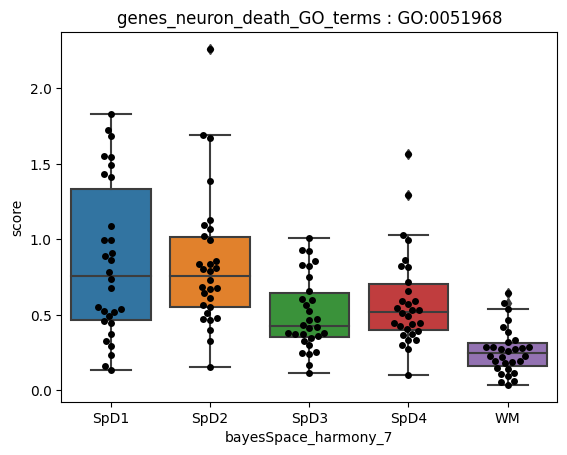 genes_neuron_death_GO_terms : GO:0051968
2.0
1.5
1.0
0.5
0.0
score
SpD1 SpD2 SpD3 SpD4 WM
bayesSpace_harmony_7